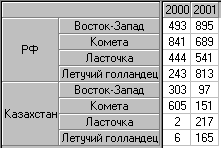 2000 2001
РФ
Восток-Запад 493 895
Комета 841 689
Ласточка 444 541
Летучий голландец 243 813
Казахстан
Восток-Запад 303 97
Комета 605 151
Ласточка 2 217
Летучий голландец 6 165